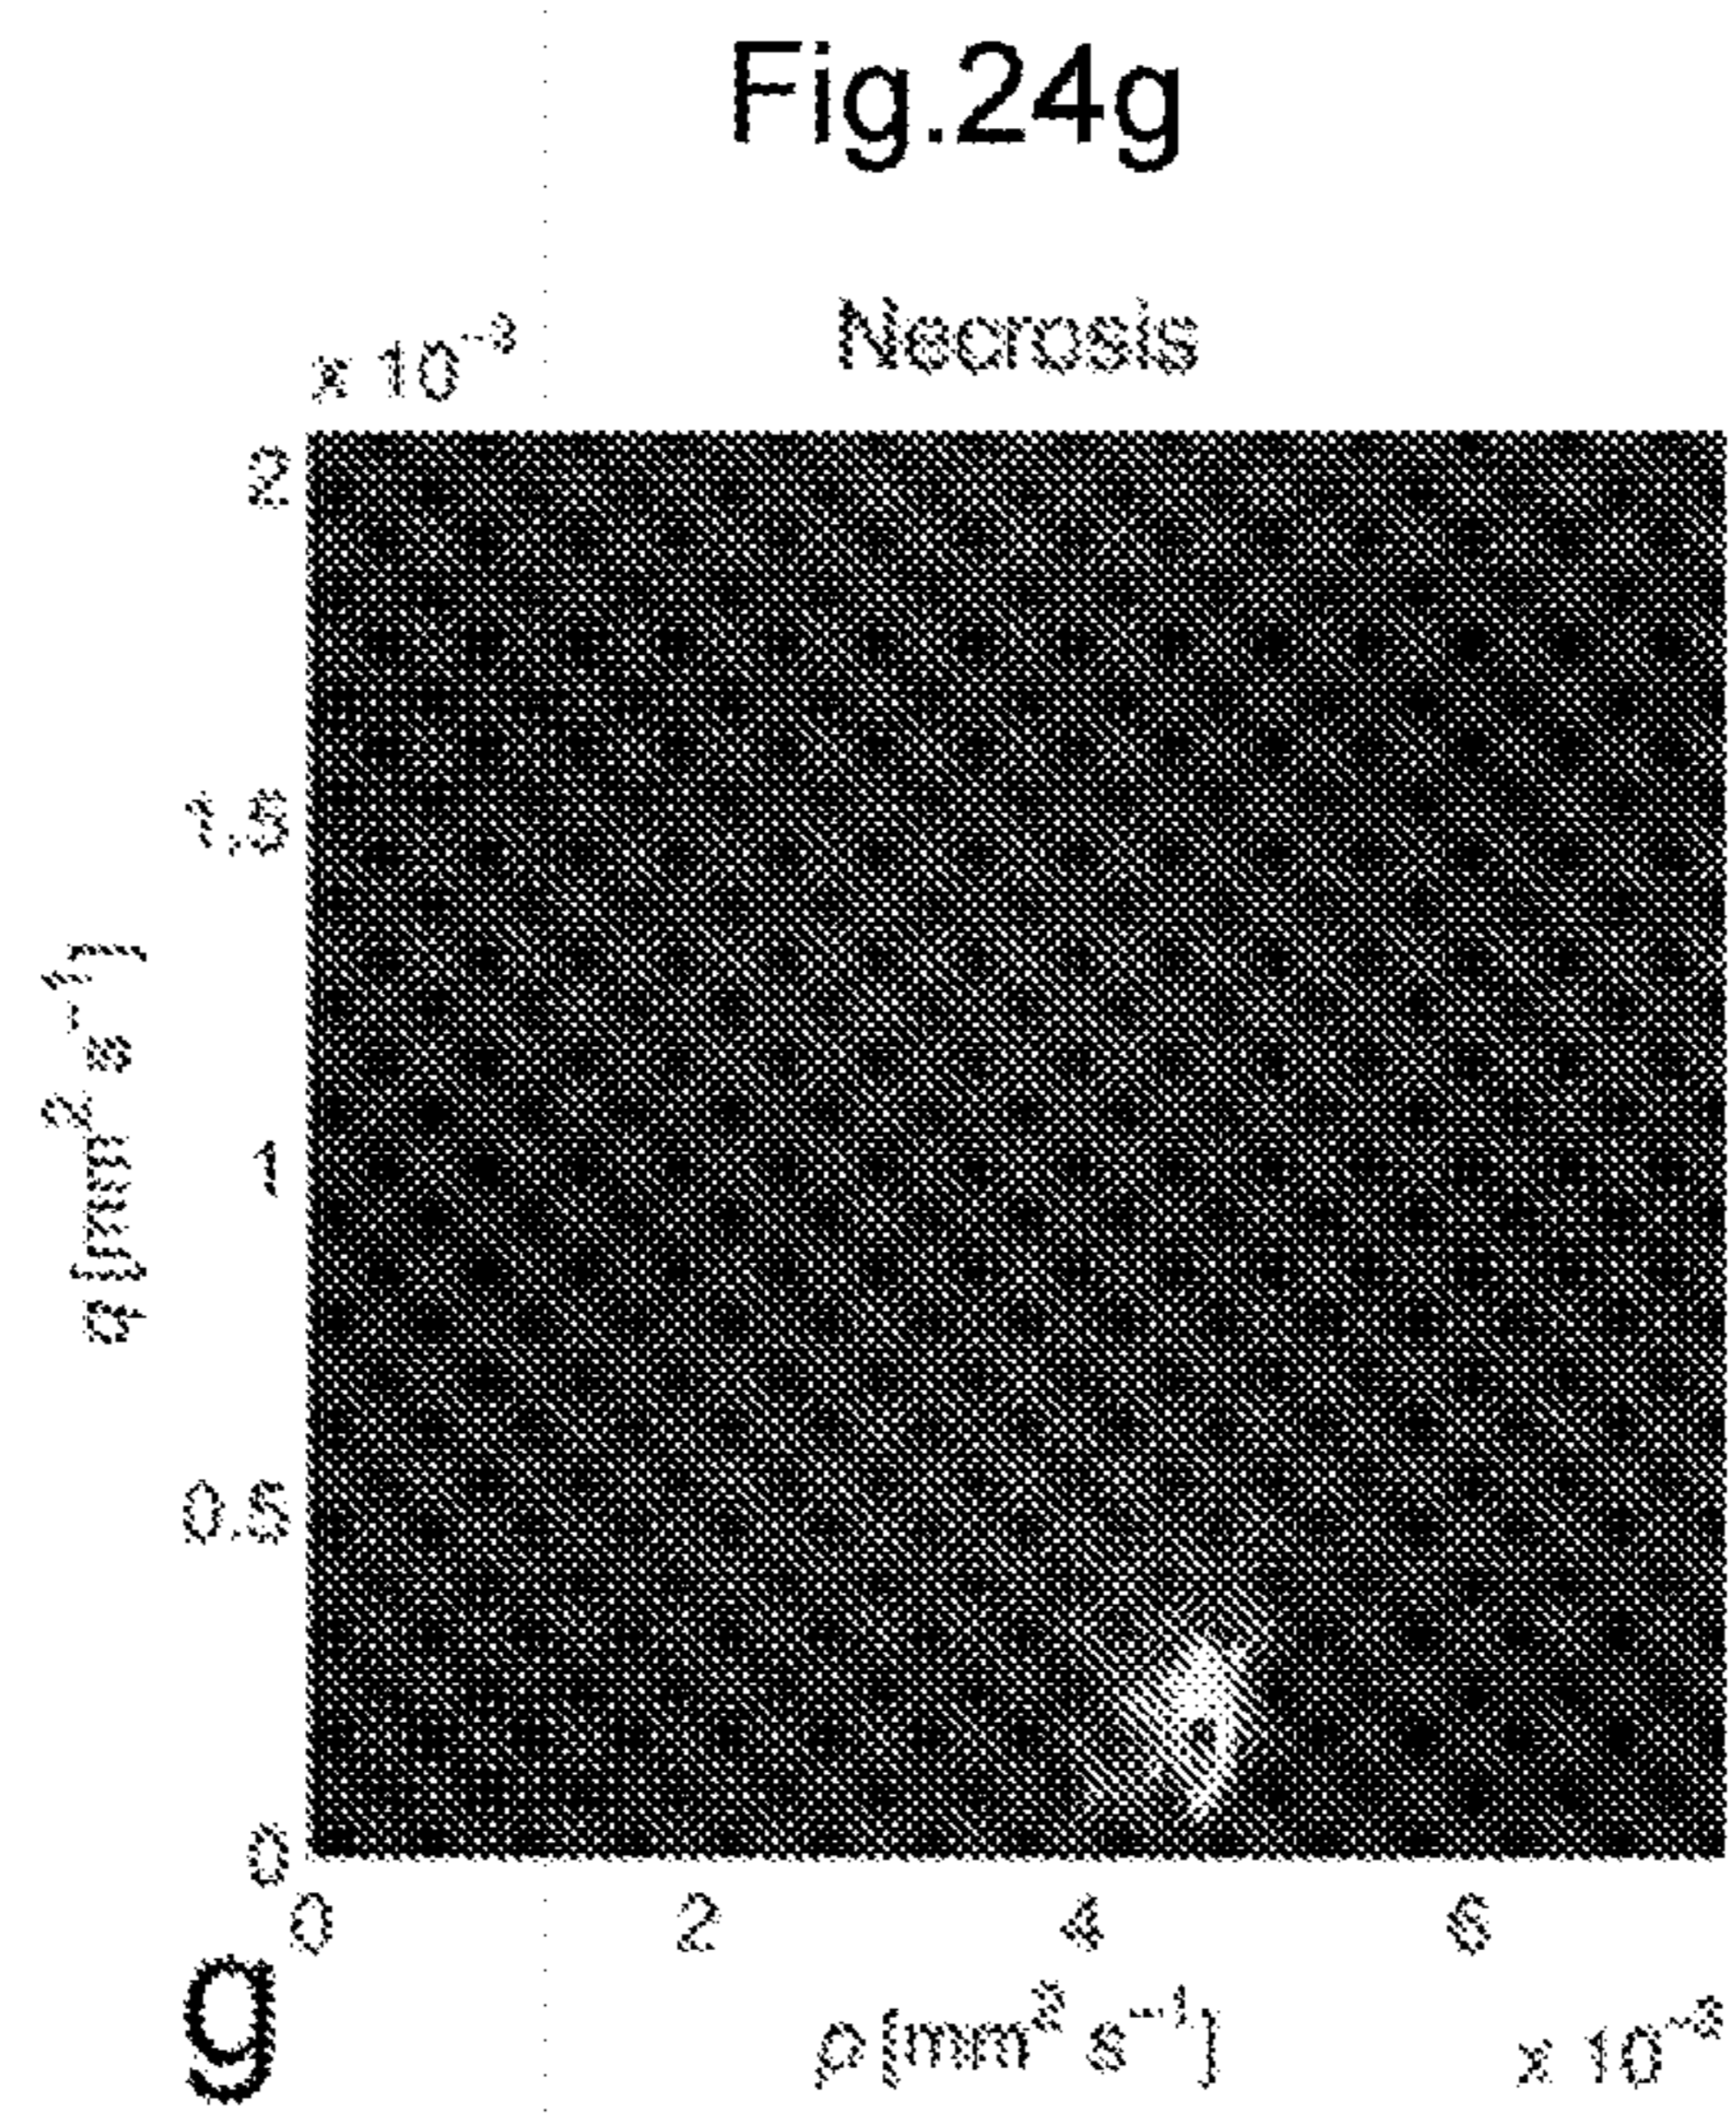 Fig.24g
Necrosis
x 10⁻³
2
1.5
1
0.5
0
q [mm² s⁻¹]
0 2 4 6
p [mm² s⁻¹]
x 10⁻³
g